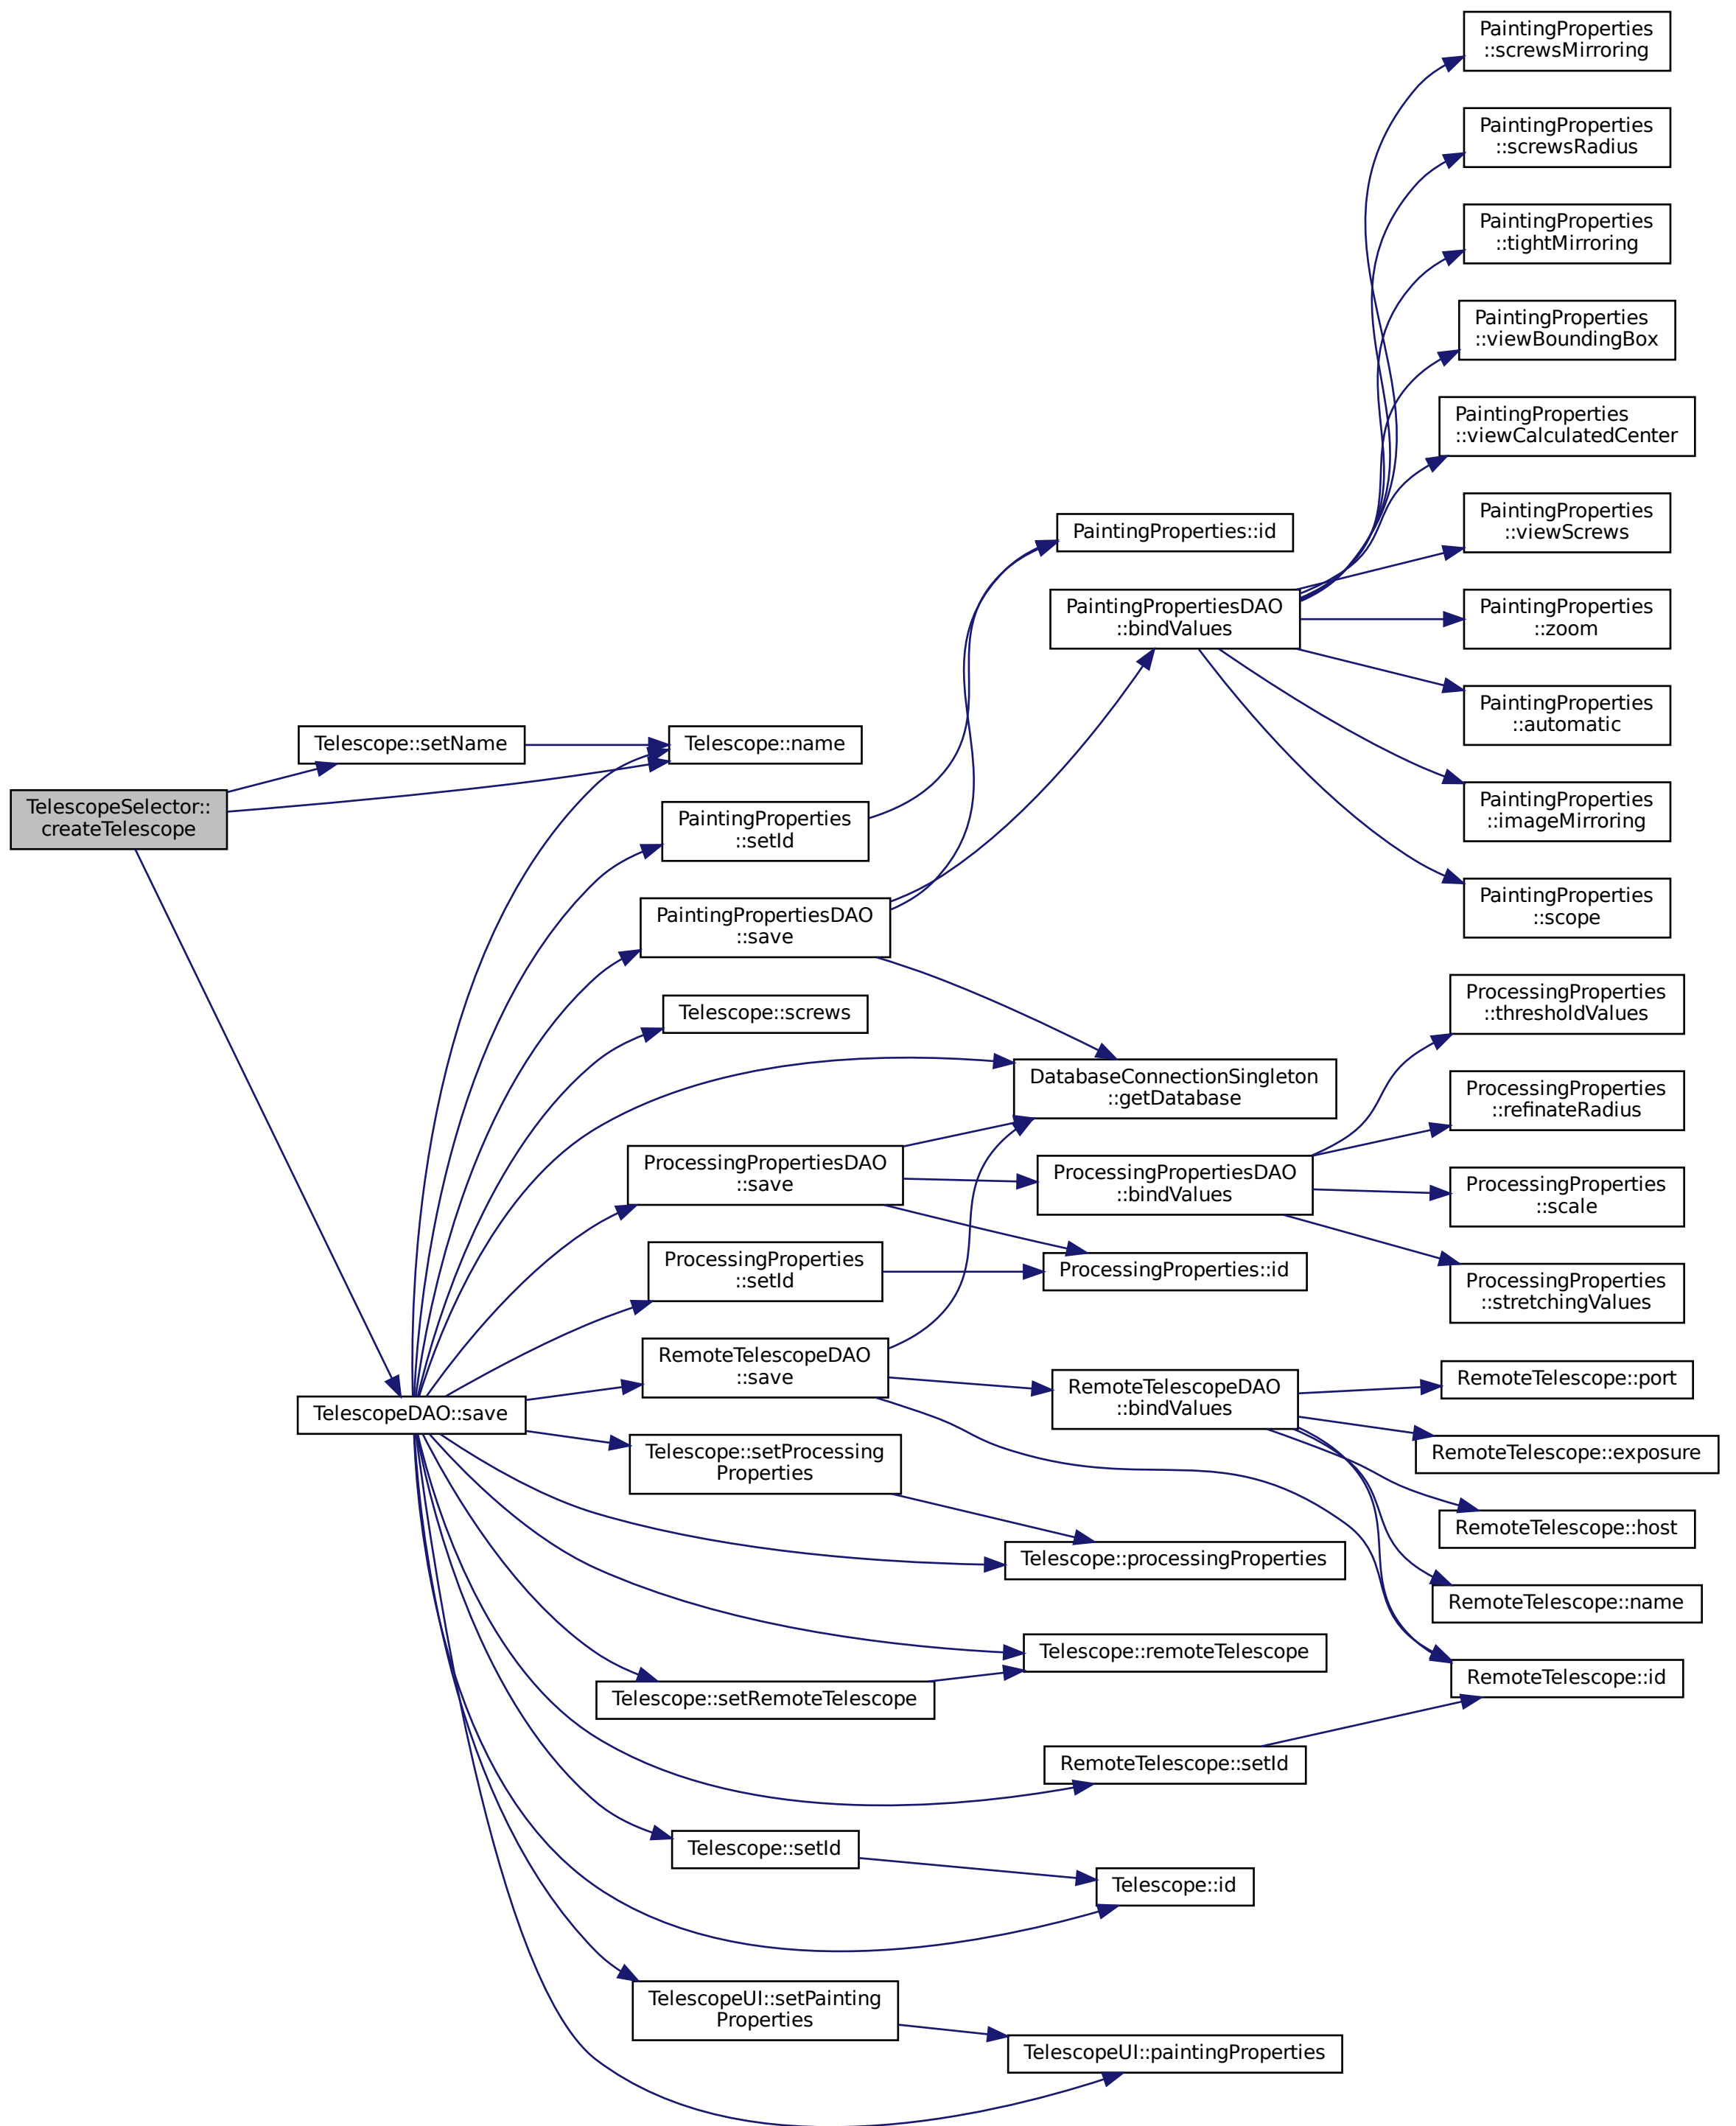 PaintingProperties
::screwsMirroring
PaintingProperties
::screwsRadius
PaintingProperties
::tightMirroring
PaintingProperties
::viewBoundingBox
PaintingProperties
::viewCalculatedCenter
PaintingProperties
::viewScrews
PaintingProperties::id
PaintingPropertiesDAO
::bindValues
PaintingProperties
::zoom
PaintingProperties
::automatic
Telescope::setName
Telescope::name
TelescopeSelector::
createTelescope
PaintingProperties
::setId
PaintingProperties
::imageMirroring
PaintingPropertiesDAO
::save
PaintingProperties
::scope
Telescope::screws
ProcessingProperties
::thresholdValues
DatabaseConnectionSingleton
::getDatabase
ProcessingProperties
::refinateRadius
ProcessingPropertiesDAO
::save
ProcessingPropertiesDAO
::bindValues
ProcessingProperties
::scale
ProcessingProperties
::setId
ProcessingProperties::id
ProcessingProperties
::stretchingValues
RemoteTelescopeDAO
::save
RemoteTelescopeDAO
::bindValues
RemoteTelescope::port
TelescopeDAO::save
RemoteTelescope::exposure
Telescope::setProcessing
Properties
RemoteTelescope::host
Telescope::processingProperties
RemoteTelescope::name
Telescope::remoteTelescope
RemoteTelescope::id
Telescope::setRemoteTelescope
RemoteTelescope::setId
Telescope::setId
Telescope::id
TelescopeUI::setPainting
Properties
TelescopeUI::paintingProperties